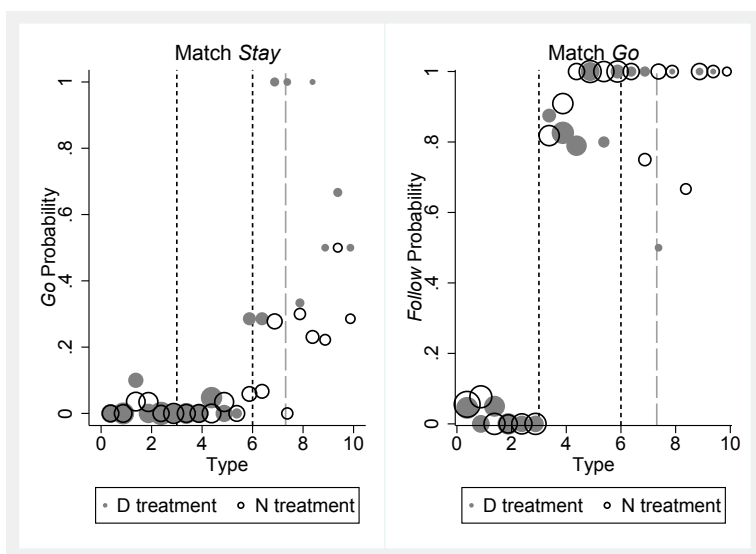 Match Stay
Go Probability
0 .2 .4 .6 .8 1
0 2 4 6 8 10
Type
D treatment N treatment
Match Go
Follow Probability
0 .2 .4 .6 .8 1
0 2 4 6 8 10
Type
D treatment N treatment